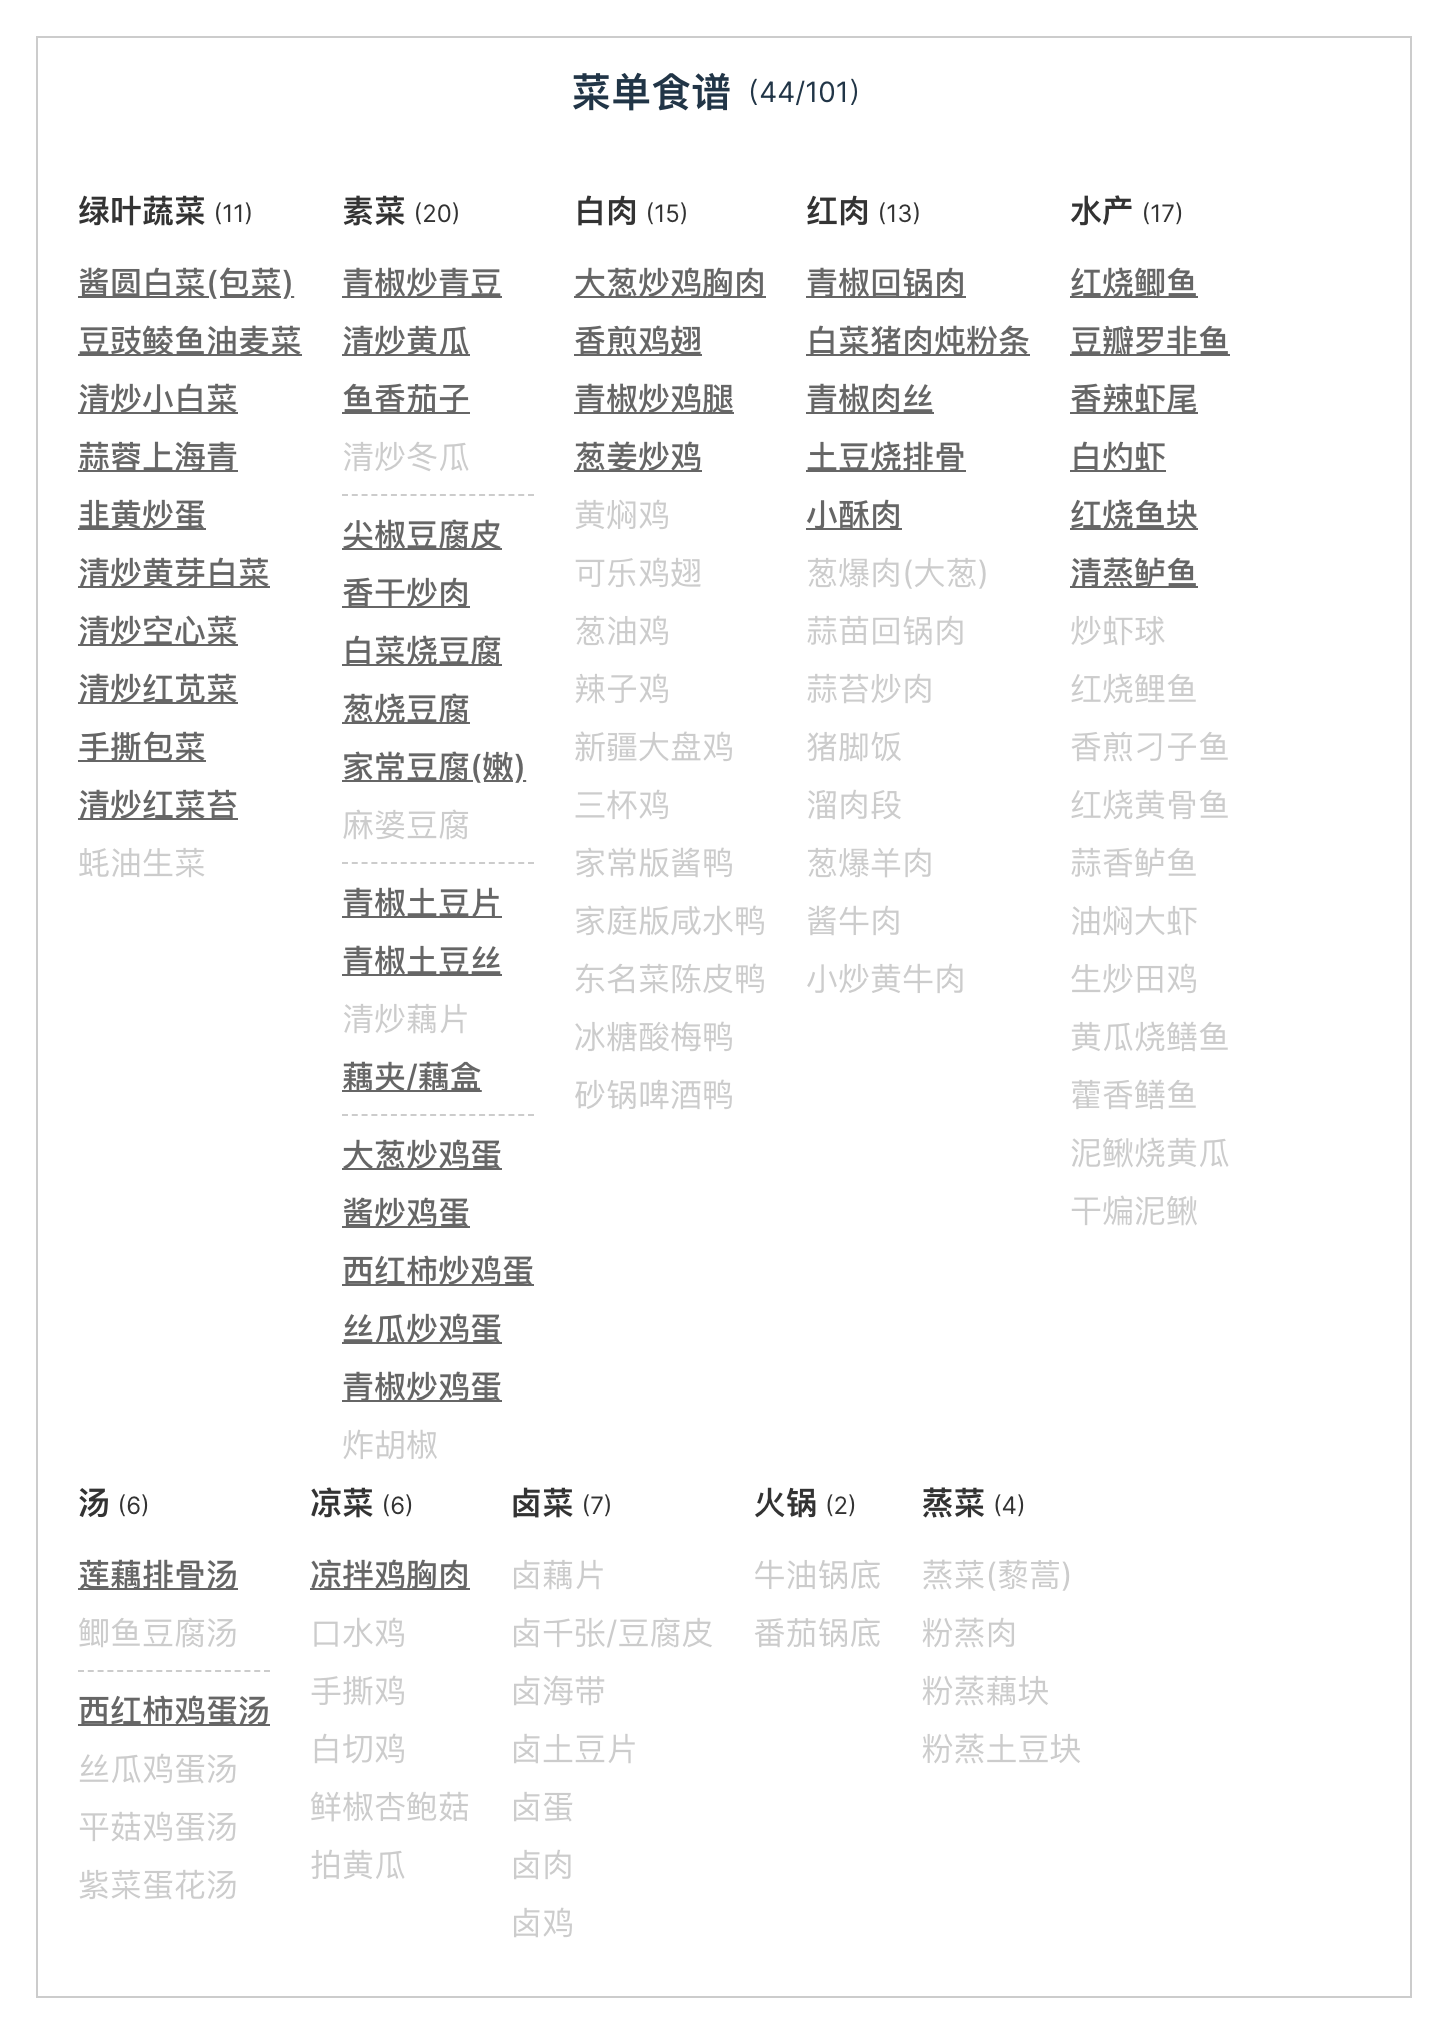 菜单食谱 (44/101)
绿叶蔬菜 (11)
酱圆白菜(包菜)
豆豉鲮鱼油麦菜
清炒小白菜
蒜蓉上海青
韭黄炒蛋
清炒黄芽白菜
清炒空心菜
清炒红苋菜
手撕包菜
清炒红菜苔
蚝油生菜
素菜 (20)
青椒炒青豆
清炒黄瓜
鱼香茄子
清炒冬瓜
尖椒豆腐皮
香干炒肉
白菜烧豆腐
葱烧豆腐
家常豆腐(嫩)
麻婆豆腐
青椒土豆片
青椒土豆丝
清炒藕片
藕夹/藕盒
大葱炒鸡蛋
酱炒鸡蛋
西红柿炒鸡蛋
丝瓜炒鸡蛋
青椒炒鸡蛋
炸胡椒
白肉 (15)
大葱炒鸡胸肉
香煎鸡翅
青椒炒鸡腿
葱姜炒鸡
黄焖鸡
可乐鸡翅
葱油鸡
辣子鸡
新疆大盘鸡
三杯鸡
家常版酱鸭
家庭版咸水鸭
东名菜陈皮鸭
冰糖酸梅鸭
砂锅啤酒鸭
红肉 (13)
青椒回锅肉
白菜猪肉炖粉条
青椒肉丝
土豆烧排骨
小酥肉
葱爆肉(大葱)
蒜苗回锅肉
蒜苔炒肉
猪脚饭
溜肉段
葱爆羊肉
酱牛肉
小炒黄牛肉
水产 (17)
红烧鲫鱼
豆瓣罗非鱼
香辣虾尾
白灼虾
红烧鱼块
清蒸鲈鱼
炒虾球
红烧鲤鱼
香煎刁子鱼
红烧黄骨鱼
蒜香鲈鱼
油焖大虾
生炒田鸡
黄瓜烧鳝鱼
藿香鳝鱼
泥鳅烧黄瓜
干煸泥鳅
汤 (6)
莲藕排骨汤
鲫鱼豆腐汤
西红柿鸡蛋汤
丝瓜鸡蛋汤
平菇鸡蛋汤
紫菜蛋花汤
凉菜 (6)
凉拌鸡胸肉
口水鸡
手撕鸡
白切鸡
鲜椒杏鲍菇
拍黄瓜
卤菜 (7)
卤藕片
卤千张/豆腐皮
卤海带
卤土豆片
卤蛋
卤肉
卤鸡
火锅 (2)
牛油锅底
番茄锅底
蒸菜 (4)
蒸菜(藜蒿)
粉蒸肉
粉蒸藕块
粉蒸土豆块